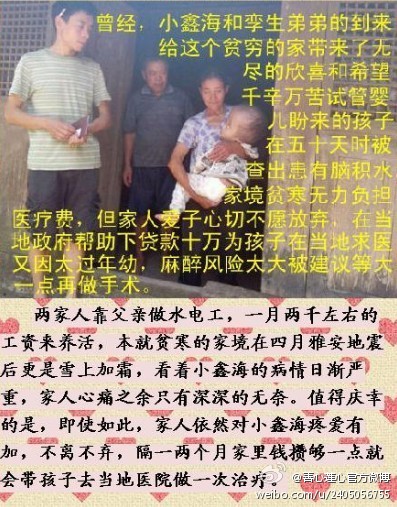 曾经，小鑫海和孪生弟弟的到来
给这个贫穷的家带来了无
尽的欣喜和希望
千辛万苦试管婴
儿盼来的孩子
在五十天时被
查出患有脑积水
家境贫寒无力负担
医疗费，但家人爱子心切不愿放弃，在当
地政府帮助下贷款十万为孩子在当地求医
又因太过年幼，麻醉风险太大被建议等大
一点再做手术。
两家人靠父亲做水电工，一月两千左右的
工资来养活，本就贫寒的家境在四月雅安地震
后更是雪上加霜，看着小鑫海的病情日渐严
重，家人心痛之余只有深深的无奈。值得庆幸
的是，即使如此，家人依然对小鑫海疼爱有
加，不离不弃，隔一两个月家里钱攒够一点就
会带孩子去当地医院做一次治疗。
@善心莲心官方微博
weibo.com/u/2405056755